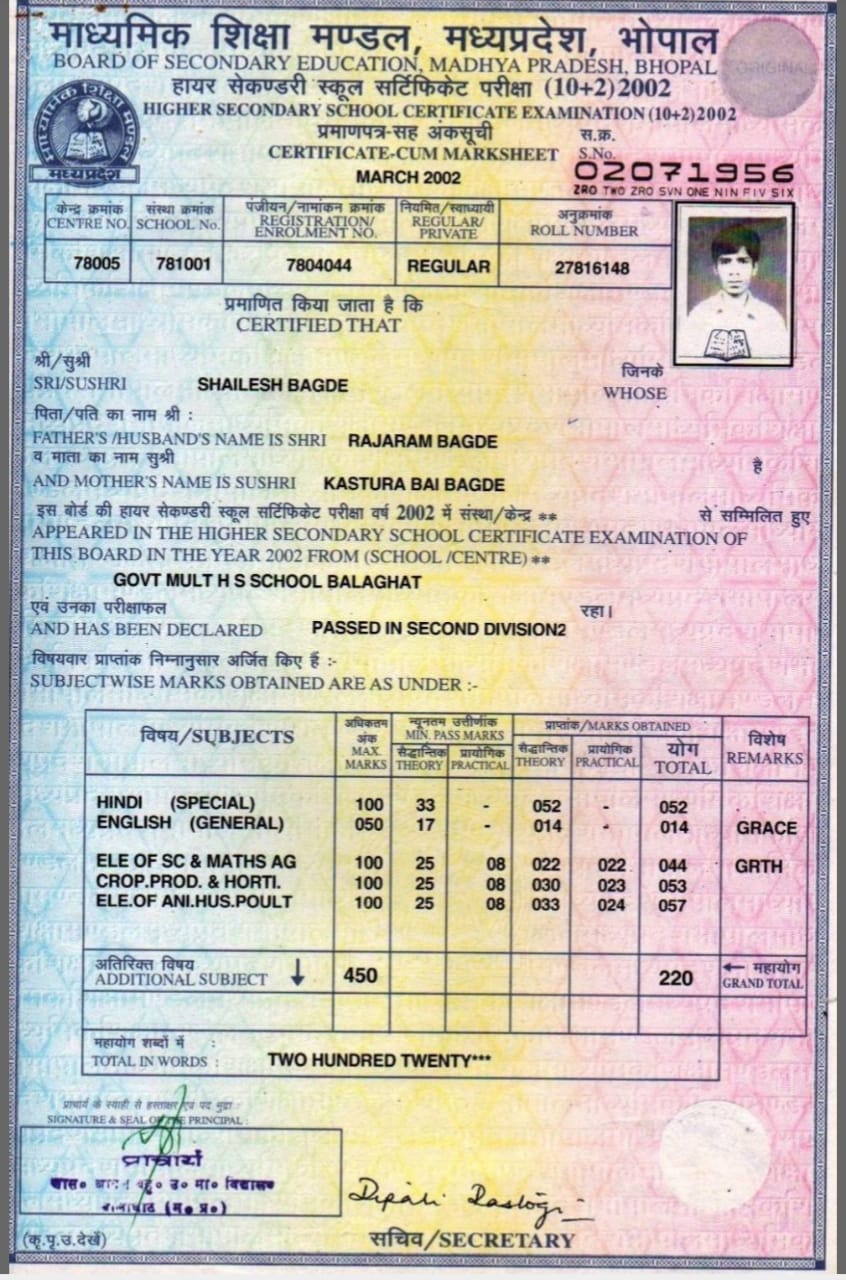 माध्यमिक शिक्षा मण्डल, मध्यप्रदेश, भोपाल
BOARD OF SECONDARY EDUCATION, MADHYA PRADESH, BHOPAL
ORIGINAL
हायर सेकण्डरी स्कूल सर्टिफिकेट परीक्षा (10+2) 2002
HIGHER SECONDARY SCHOOL CERTIFICATE EXAMINATION (10+2) 2002
प्रमाणपत्र-सह अंकसूची स.क्र.
CERTIFICATE-CUM MARKSHEET S.No.
मध्यप्रदेश
MARCH 2002 02071956
ZRO TWO ZRO SVN ONE NIN FIV SIX
केन्द्र क्रमांक संस्था क्रमांक पंजीयन/नामांकन क्रमांक नियमित/स्वाध्यायी अनुक्रमांक
CENTRE NO. SCHOOL No. REGISTRATION/ ENROLMENT NO. REGULAR/ PRIVATE ROLL NUMBER
78005 781001 7804044 REGULAR 27816148
प्रमाणित किया जाता है कि
CERTIFIED THAT
श्री/सुश्री जिनके
SRI/SUSHRI SHAILESH BAGDE WHOSE
पिता/पति का नाम श्री :
FATHER'S /HUSBAND'S NAME IS SHRI RAJARAM BAGDE
व माता का नाम सुश्री है
AND MOTHER'S NAME IS SUSHRI KASTURA BAI BAGDE
इस बोर्ड की हायर सेकण्डरी स्कूल सर्टिफिकेट परीक्षा वर्ष 2002 में संस्था/केन्द्र ** से सम्मिलित हुए
APPEARED IN THE HIGHER SECONDARY SCHOOL CERTIFICATE EXAMINATION OF
THIS BOARD IN THE YEAR 2002 FROM (SCHOOL /CENTRE) **
GOVT MULT H S SCHOOL BALAGHAT
एवं उनका परीक्षाफल रहा।
AND HAS BEEN DECLARED PASSED IN SECOND DIVISION2
विषयवार प्राप्तांक निम्नानुसार अर्जित किए हैं :-
SUBJECTWISE MARKS OBTAINED ARE AS UNDER :-
विषय/SUBJECTS अधिकतम अंक MAX. MARKS न्यूनतम उत्तीर्णांक MIN. PASS MARKS प्राप्तांक/MARKS OBTAINED विशेष REMARKS
सैद्धान्तिक THEORY प्रायोगिक PRACTICAL सैद्धान्तिक THEORY प्रायोगिक PRACTICAL योग TOTAL
HINDI (SPECIAL) 100 33 - 052 - 052
ENGLISH (GENERAL) 050 17 - 014 - 014 GRACE
ELE OF SC & MATHS AG 100 25 08 022 022 044 GRTH
CROP.PROD. & HORTI. 100 25 08 030 023 053
ELE.OF ANI.HUS.POULT 100 25 08 033 024 057
अतिरिक्त विषय ↓ 450 220 ← महायोग
ADDITIONAL SUBJECT GRAND TOTAL
महायोग शब्दों में :
TOTAL IN WORDS : TWO HUNDRED TWENTY***
प्राचार्य के स्याही से हस्ताक्षर एवं पद मुद्रा :
SIGNATURE & SEAL OF THE PRINCIPAL :
प्राचार्य
उ० मा० विद्यालय
(म० प्र०)
Dipali Rastogi
(कृ.पृ.उ.देखें) सचिव/SECRETARY